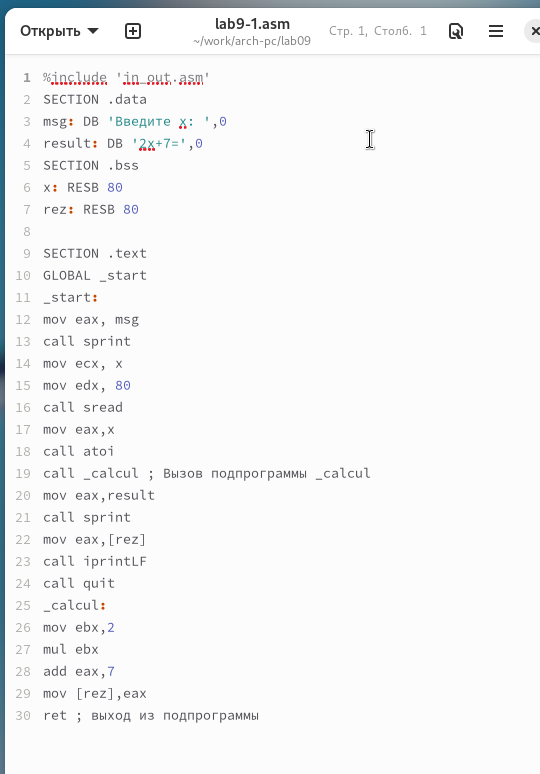 Открыть
lab9-1.asm
~/work/arch-pc/lab09
Стр. 1, Столб. 1
1 %include 'in_out.asm'
2 SECTION .data
3 msg: DB 'Введите x: ',0
4 result: DB '2x+7=',0
5 SECTION .bss
6 x: RESB 80
7 rez: RESB 80
8
9 SECTION .text
10 GLOBAL _start
11 _start:
12 mov eax, msg
13 call sprint
14 mov ecx, x
15 mov edx, 80
16 call sread
17 mov eax,x
18 call atoi
19 call _calcul ; Вызов подпрограммы _calcul
20 mov eax,result
21 call sprint
22 mov eax,[rez]
23 call iprintLF
24 call quit
25 _calcul:
26 mov ebx,2
27 mul ebx
28 add eax,7
29 mov [rez],eax
30 ret ; выход из подпрограммы